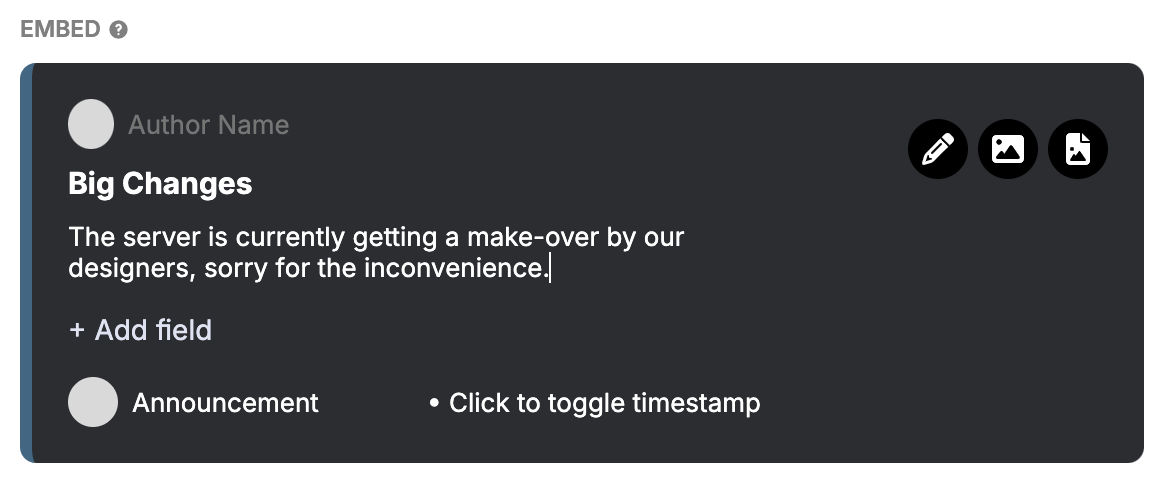 EMBED ?
Author Name
Big Changes
The server is currently getting a make-over by our
designers, sorry for the inconvenience.
+ Add field
Announcement • Click to toggle timestamp